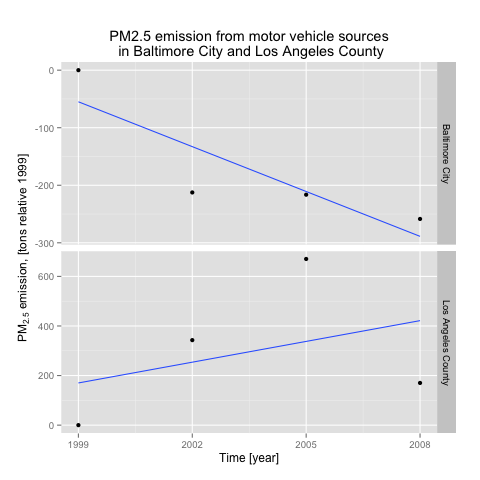 PM2.5 emission from motor vehicle sources
in Baltimore City and Los Angeles County
PM2.5 emission, [tons relative 1999]
0
-100
-200
-300
Baltimore City
600
400
200
0
Los Angeles County
1999 2002 2005 2008
Time [year]